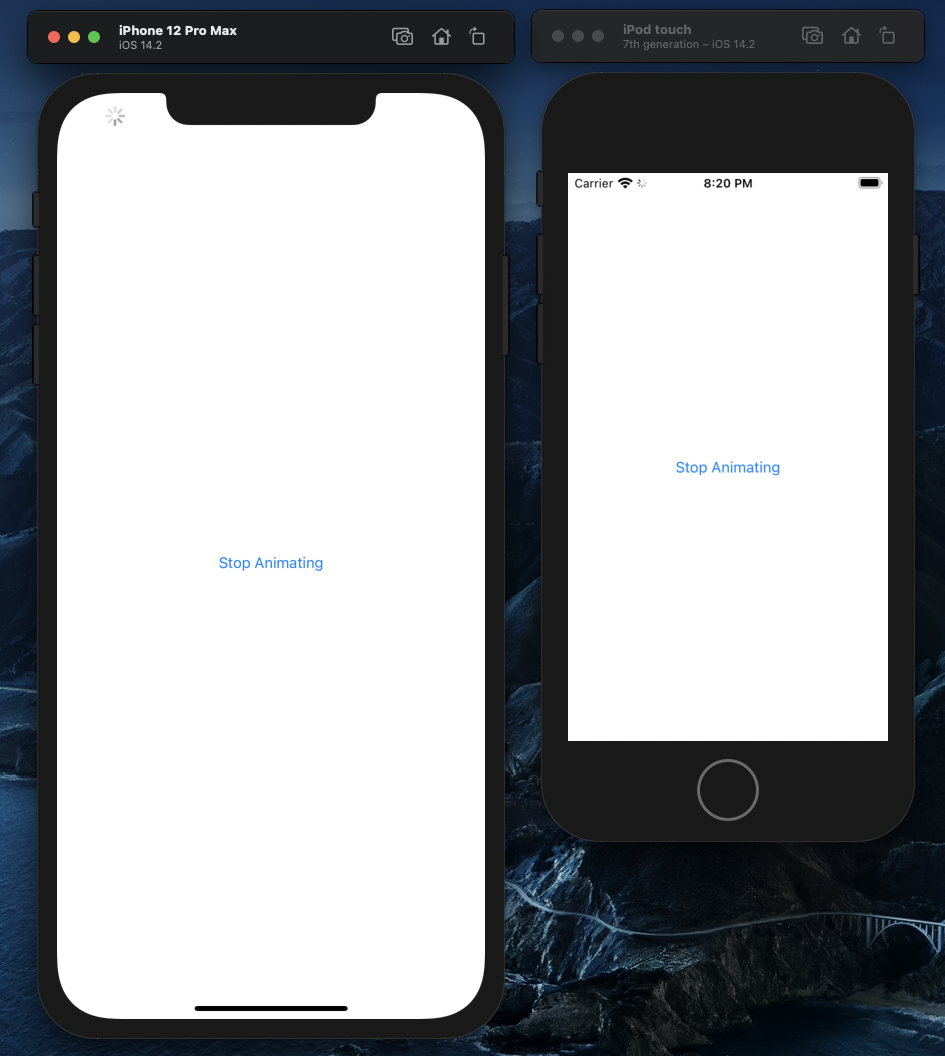 iPhone 12 Pro Max
iOS 14.2
Stop Animating
iPod touch
7th generation – iOS 14.2
Carrier 8:20 PM
Stop Animating